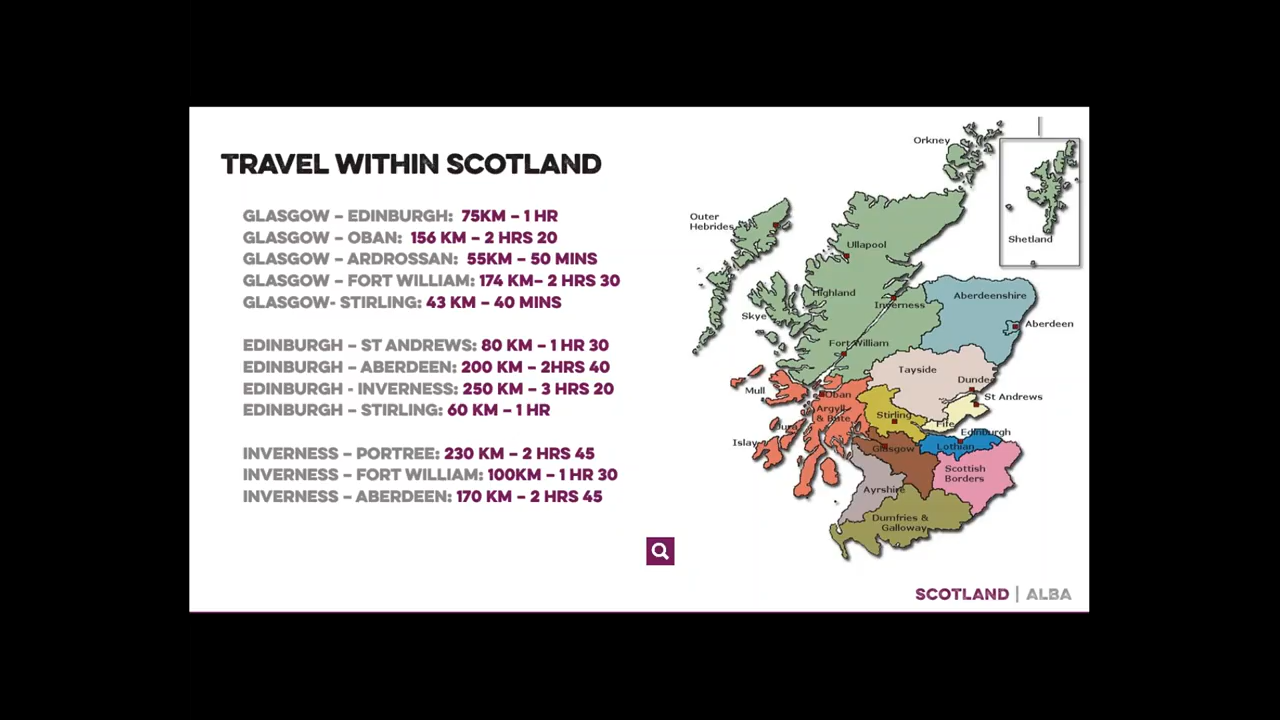 TRAVEL WITHIN SCOTLAND
GLASGOW – EDINBURGH: 75KM – 1 HR
GLASGOW – OBAN: 156 KM – 2 HRS 20
GLASGOW – ARDROSSAN: 55KM – 50 MINS
GLASGOW – FORT WILLIAM: 174 KM– 2 HRS 30
GLASGOW- STIRLING: 43 KM – 40 MINS
EDINBURGH – ST ANDREWS: 80 KM – 1 HR 30
EDINBURGH – ABERDEEN: 200 KM – 2HRS 40
EDINBURGH - INVERNESS: 250 KM – 3 HRS 20
EDINBURGH – STIRLING: 60 KM – 1 HR
INVERNESS – PORTREE: 230 KM – 2 HRS 45
INVERNESS – FORT WILLIAM: 100KM – 1 HR 30
INVERNESS – ABERDEEN: 170 KM – 2 HRS 45
Orkney
Shetland
Outer
Hebrides
Ullapool
Highland
Inverness
Aberdeenshire
Skye
Aberdeen
Fort William
Tayside
Dundee
Mull
Oban
St Andrews
Argyll
& Bute
Stirling
Jura
Fife
Edinburgh
Islay
Glasgow
Lothian
Scottish
Borders
Ayrshire
Dumfries &
Galloway
SCOTLAND | ALBA